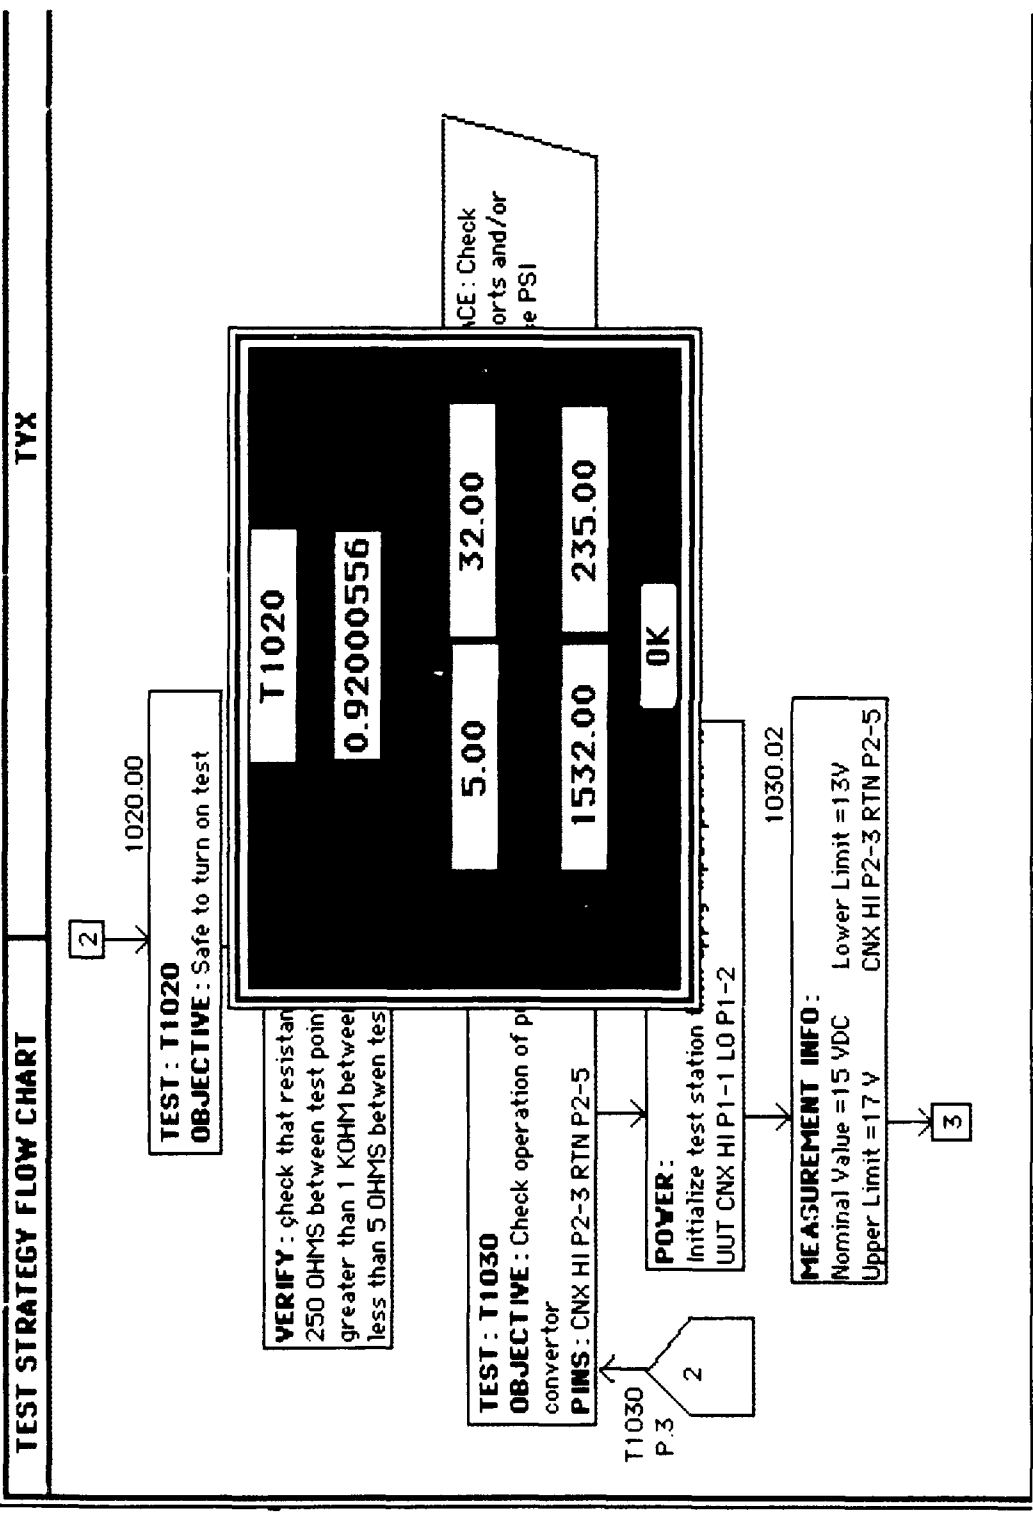 TEST STRATEGY FLOW CHART
TYX
2
1020.00
TEST: T1020
OBJECTIVE: Safe to turn on test
VERIFY: check that resistan
250 OHMS between test poin
greater than 1 KOHM between
less than 5 OHMS between tes
T1020
0.92000556
5.00
32.00
1532.00
235.00
OK
ACE: Check
orts and/or
e PSI
TEST: T1030
OBJECTIVE: Check operation of p
convertor
PINS: CNX HI P2-3 RTN P2-5
T1030
P.3
2
POWER:
Initialize test station
UUT CNX HI P1-1 LO P1-2
1030.02
MEASUREMENT INFO:
Nominal Value =15 VDC Lower Limit =13V
Upper Limit =17 V CNX HI P2-3 RTN P2-5
3